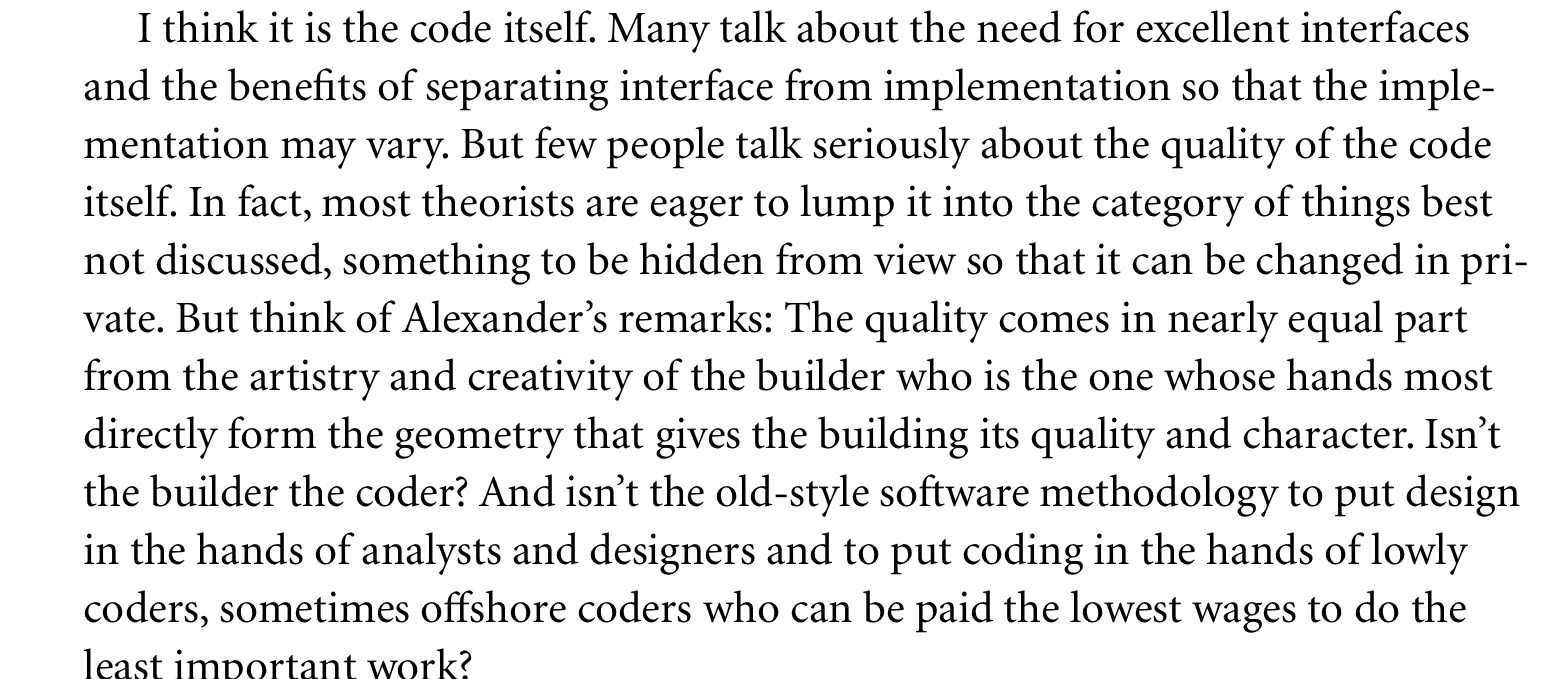 I think it is the code itself. Many talk about the need for excellent interfaces
and the benefits of separating interface from implementation so that the imple-
mentation may vary. But few people talk seriously about the quality of the code
itself. In fact, most theorists are eager to lump it into the category of things best
not discussed, something to be hidden from view so that it can be changed in pri-
vate. But think of Alexander’s remarks: The quality comes in nearly equal part
from the artistry and creativity of the builder who is the one whose hands most
directly form the geometry that gives the building its quality and character. Isn’t
the builder the coder? And isn’t the old-style software methodology to put design
in the hands of analysts and designers and to put coding in the hands of lowly
coders, sometimes offshore coders who can be paid the lowest wages to do the
least important work?